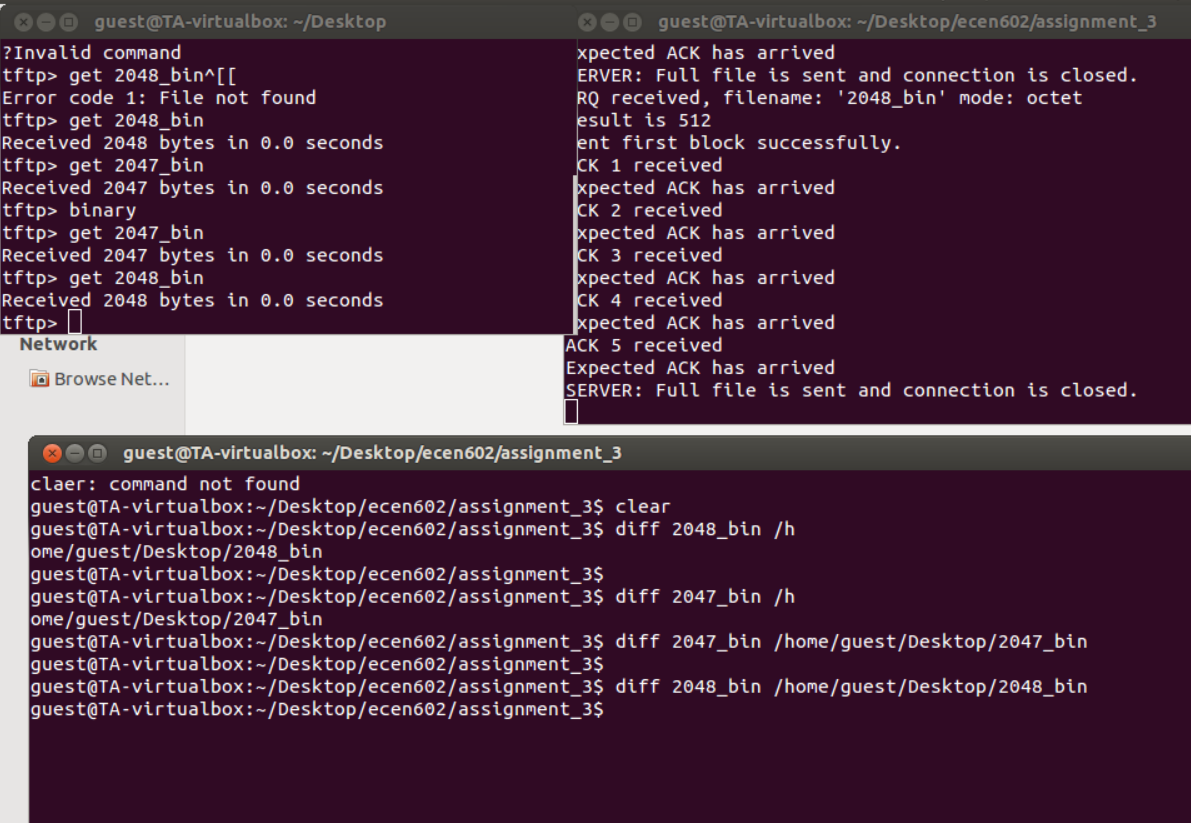 guest@TA-virtualbox: ~/Desktop
?Invalid command
tftp> get 2048_bin^[[
Error code 1: File not found
tftp> get 2048_bin
Received 2048 bytes in 0.0 seconds
tftp> get 2047_bin
Received 2047 bytes in 0.0 seconds
tftp> binary
tftp> get 2047_bin
Received 2047 bytes in 0.0 seconds
tftp> get 2048_bin
Received 2048 bytes in 0.0 seconds
tftp>
guest@TA-virtualbox: ~/Desktop/ecen602/assignment_3
xpected ACK has arrived
ERVER: Full file is sent and connection is closed.
RQ received, filename: '2048_bin' mode: octet
esult is 512
ent first block successfully.
CK 1 received
xpected ACK has arrived
CK 2 received
xpected ACK has arrived
CK 3 received
xpected ACK has arrived
CK 4 received
xpected ACK has arrived
ACK 5 received
Expected ACK has arrived
SERVER: Full file is sent and connection is closed.
Network
Browse Net...
guest@TA-virtualbox: ~/Desktop/ecen602/assignment_3
claer: command not found
guest@TA-virtualbox:~/Desktop/ecen602/assignment_3$ clear
guest@TA-virtualbox:~/Desktop/ecen602/assignment_3$ diff 2048_bin /h
ome/guest/Desktop/2048_bin
guest@TA-virtualbox:~/Desktop/ecen602/assignment_3$
guest@TA-virtualbox:~/Desktop/ecen602/assignment_3$ diff 2047_bin /h
ome/guest/Desktop/2047_bin
guest@TA-virtualbox:~/Desktop/ecen602/assignment_3$ diff 2047_bin /home/guest/Desktop/2047_bin
guest@TA-virtualbox:~/Desktop/ecen602/assignment_3$
guest@TA-virtualbox:~/Desktop/ecen602/assignment_3$ diff 2048_bin /home/guest/Desktop/2048_bin
guest@TA-virtualbox:~/Desktop/ecen602/assignment_3$